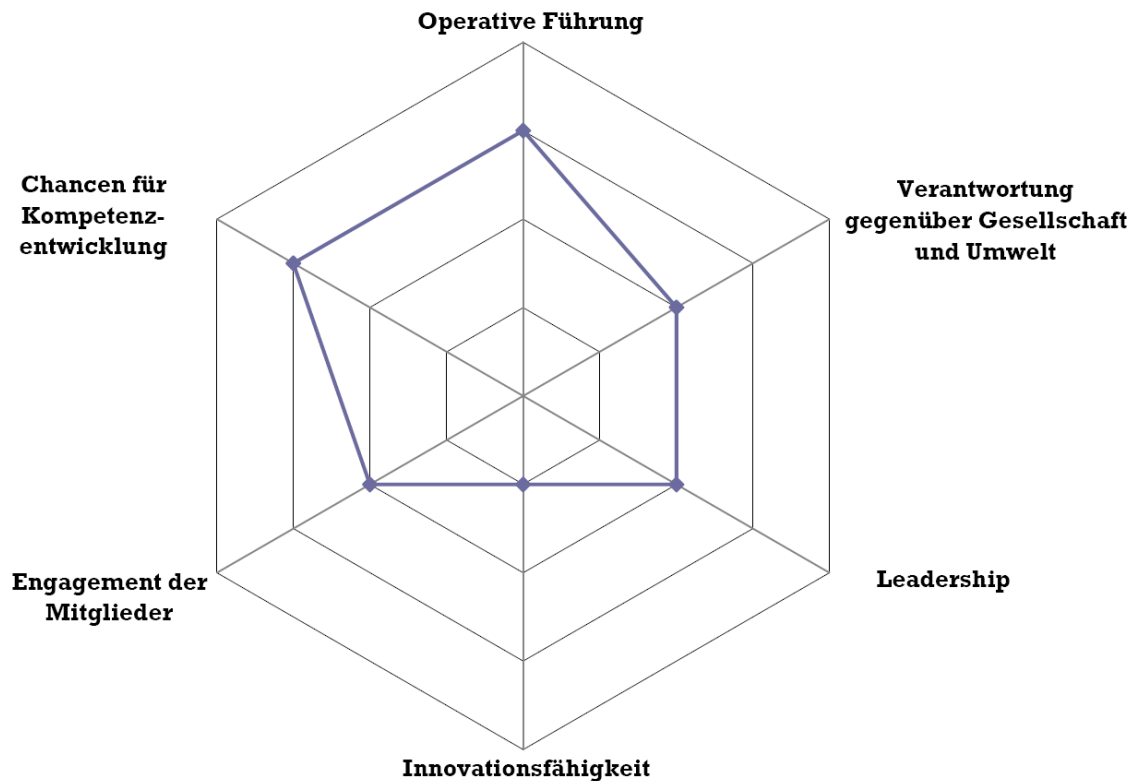 Operative Führung
Chancen für
Kompetenz-
entwicklung
Verantwortung
gegenüber Gesellschaft
und Umwelt
Engagement der
Mitglieder
Leadership
Innovationsfähigkeit